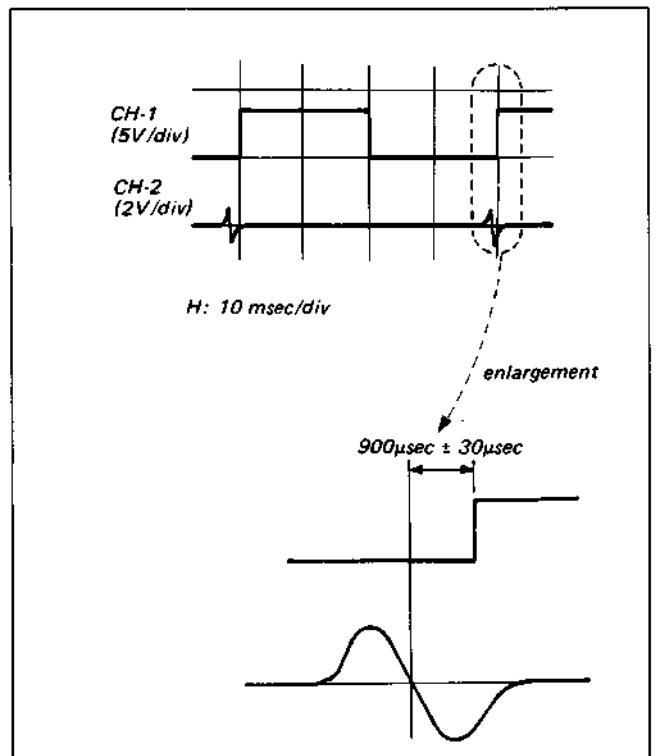 CH-1
(5V/div)
CH-2
(2V/div)
H: 10 msec/div
enlargement
900μsec ± 30μsec